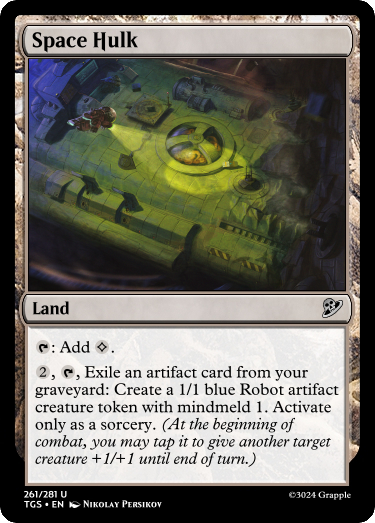 Space Hulk
Land
: Add .
2, , Exile an artifact card from your
graveyard: Create a 1/1 blue Robot artifact
creature token with mindmeld 1. Activate
only as a sorcery. (At the beginning of
combat, you may tap it to give another target
creature +1/+1 until end of turn.)
261/281 U
TGS • EN Nikolay Persikov
©3024 Grapple